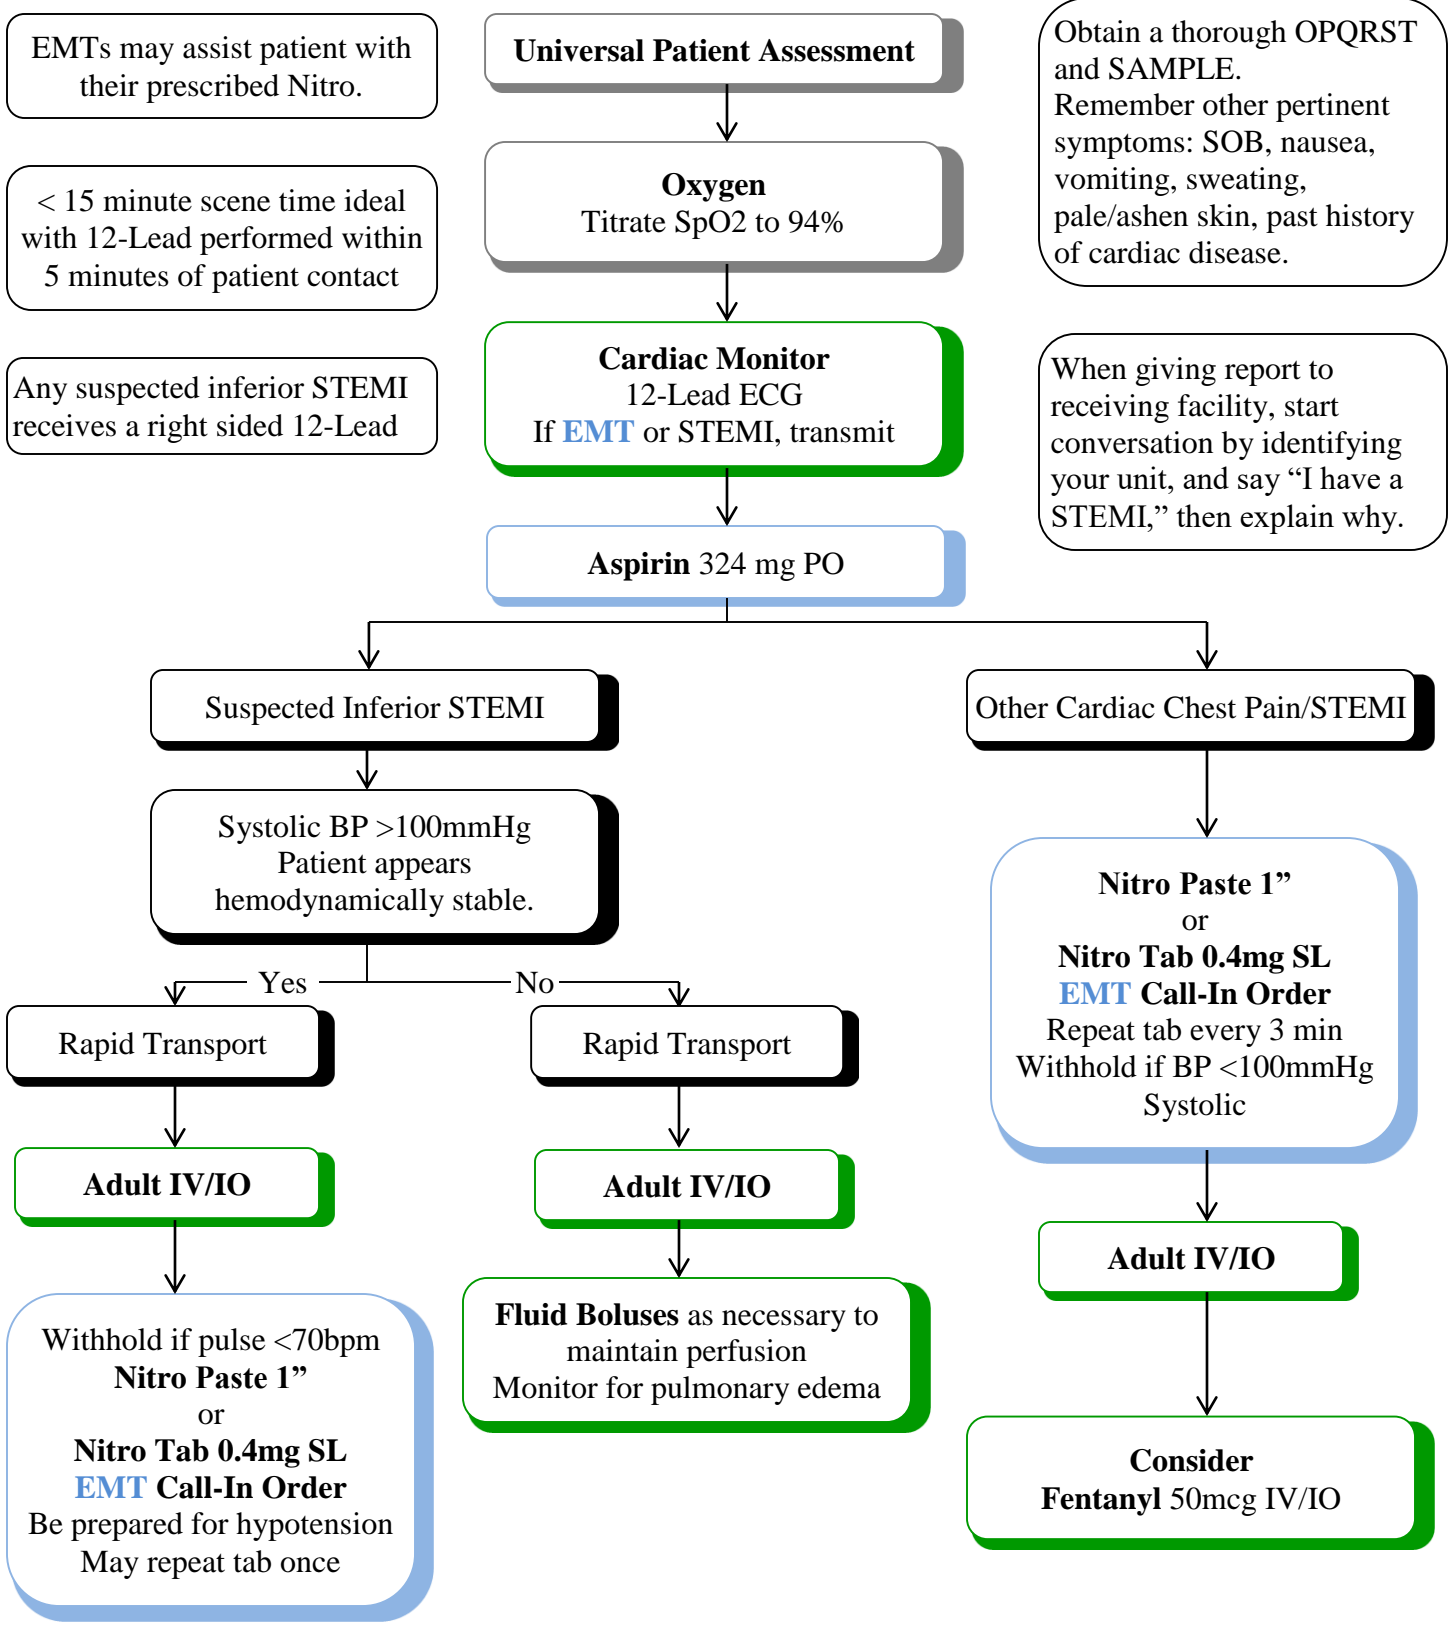 EMTs may assist patient with
their prescribed Nitro.
< 15 minute scene time ideal
with 12-Lead performed within
5 minutes of patient contact
Any suspected inferior STEMI
receives a right sided 12-Lead
Universal Patient Assessment
Oxygen
Titrate SpO2 to 94%
Cardiac Monitor
12-Lead ECG
If EMT or STEMI, transmit
Aspirin 324 mg PO
Obtain a thorough OPQRST
and SAMPLE.
Remember other pertinent
symptoms: SOB, nausea,
vomiting, sweating,
pale/ashen skin, past history
of cardiac disease.
When giving report to
receiving facility, start
conversation by identifying
your unit, and say “I have a
STEMI,” then explain why.
Suspected Inferior STEMI
Systolic BP >100mmHg
Patient appears
hemodynamically stable.
Yes
No
Rapid Transport
Adult IV/IO
Withhold if pulse <70bpm
Nitro Paste 1”
or
Nitro Tab 0.4mg SL
EMT Call-In Order
Be prepared for hypotension
May repeat tab once
Rapid Transport
Adult IV/IO
Fluid Boluses as necessary to
maintain perfusion
Monitor for pulmonary edema
Other Cardiac Chest Pain/STEMI
Nitro Paste 1”
or
Nitro Tab 0.4mg SL
EMT Call-In Order
Repeat tab every 3 min
Withhold if BP <100mmHg
Systolic
Adult IV/IO
Consider
Fentanyl 50mcg IV/IO